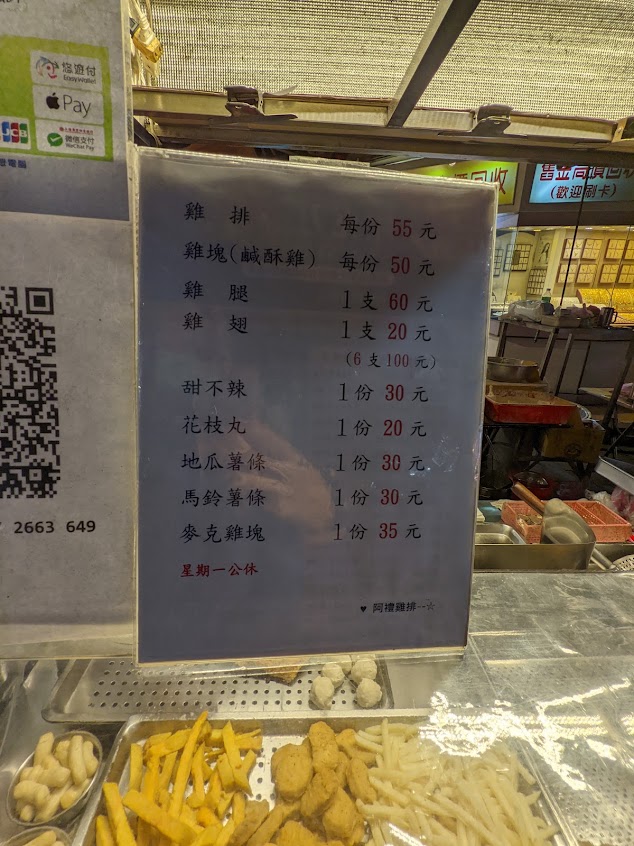 悠遊付
EasyWallet
Pay
JCB
微信支付
WeChat Pay
2663 649
回收
(歡迎刷卡)
雞 排 每份 55 元
雞塊(鹹酥雞) 每份 50 元
雞 腿 1支 60 元
雞 翅 1支 20 元
(6支100元)
甜不辣 1份 30 元
花枝丸 1份 20 元
地瓜薯條 1份 30 元
馬鈴薯條 1份 30 元
麥克雞塊 1份 35 元
星期一公休
♥ 阿禮雞排--☆